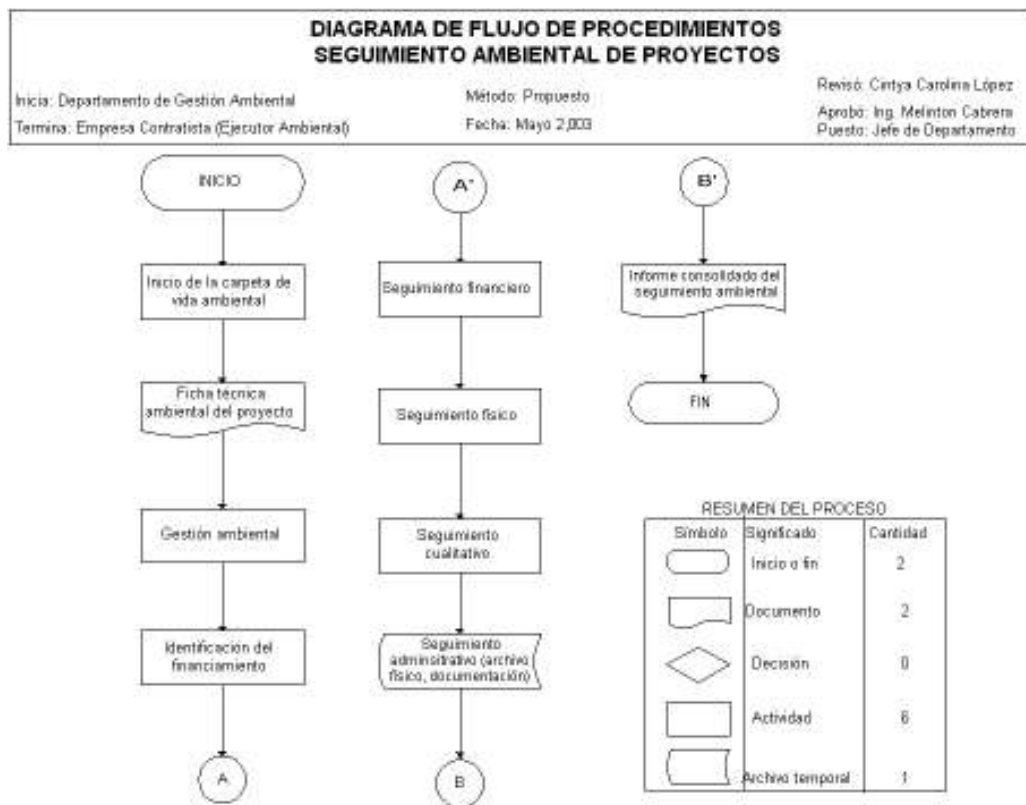 DIAGRAMA DE FLUJO DE PROCEDIMIENTOS
SEGUIMIENTO AMBIENTAL DE PROYECTOS
Inicia: Departamento de Gestión Ambiental
Termina: Empresa Contratista (Ejecutor Ambiental)
Método: Propuesto
Fecha: Mayo 2,003
Revisó: Cintya Carolina López
Aprobó: Ing. Melinton Cabrera
Puesto: Jefe de Departamento
INICIO
Inicio de la carpeta de
vida ambiental
Ficha técnica
ambiental del proyecto
Gestión ambiental
Identificación del
financiamiento
A
A'
Seguimiento financiero
Seguimiento físico
Seguimiento
cualitativo
Seguimiento
adminsitrativo (archivo
físico, documentación)
B
B'
Informe consolidado del
seguimiento ambiental
FIN
RESUMEN DEL PROCESO
Símbolo Significado Cantidad
Inicio o fin 2
Documento 2
Decisión 0
Actividad 6
Archivo temporal 1